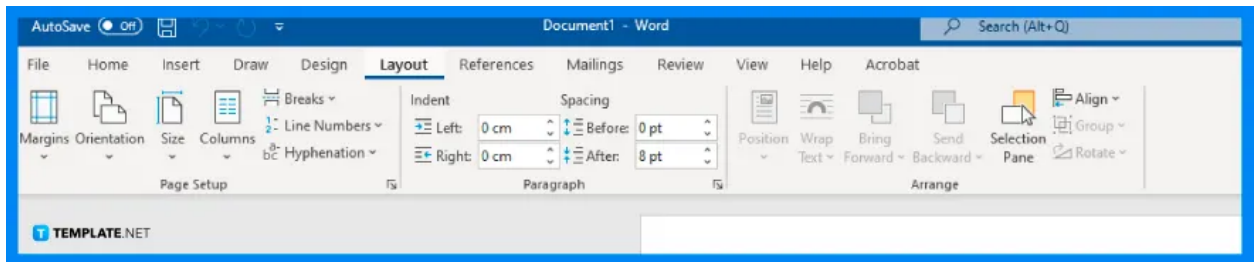 AutoSave Off Document1 - Word Search (Alt+Q)
File Home Insert Draw Design Layout References Mailings Review View Help Acrobat
Margins Orientation Size Columns
Breaks
Line Numbers
Hyphenation
Page Setup
Indent Spacing
Left: 0 cm Before: 0 pt
Right: 0 cm After: 8 pt
Paragraph
Position Wrap Text Bring Forward Send Backward Selection Pane
Align
Group
Rotate
Arrange
T TEMPLATE.NET